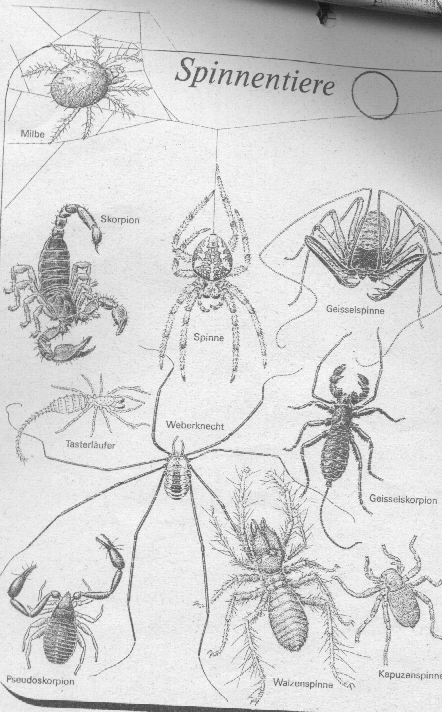 Spinnentiere
Milbe
Skorpion
Spinne
Geisselspinne
Tasterläufer
Weberknecht
Geisselskorpion
Pseudoskorpion
Walzenspinne
Kapuzenspinne